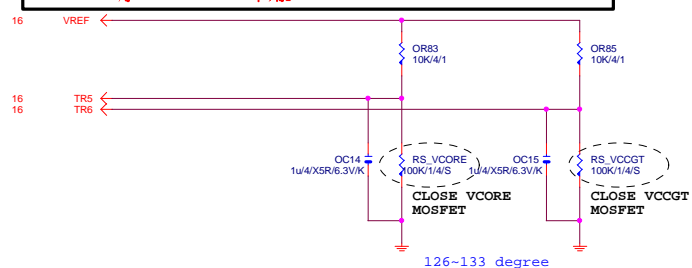 16 VREF
OR83
10K/4/1
OR85
10K/4/1
16 TR5
16 TR6
OC14
1u/4/X5R/6.3V/K
RS_VCORE
100K/1/4/S
OC15
1u/4/X5R/6.3V/K
RS_VCCGT
100K/1/4/S
CLOSE VCORE
MOSFET
CLOSE VCCGT
MOSFET
126~133 degree